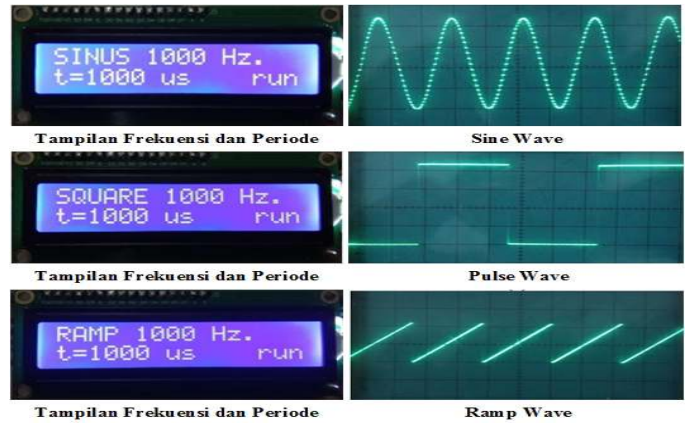 SINUS 1000 Hz.
t=1000 us run
Tampilan Frekuensi dan Periode
Sine Wave
SQUARE 1000 Hz.
t=1000 us run
Tampilan Frekuensi dan Periode
Pulse Wave
RAMP 1000 Hz.
t=1000 us run
Tampilan Frekuensi dan Periode
Ramp Wave